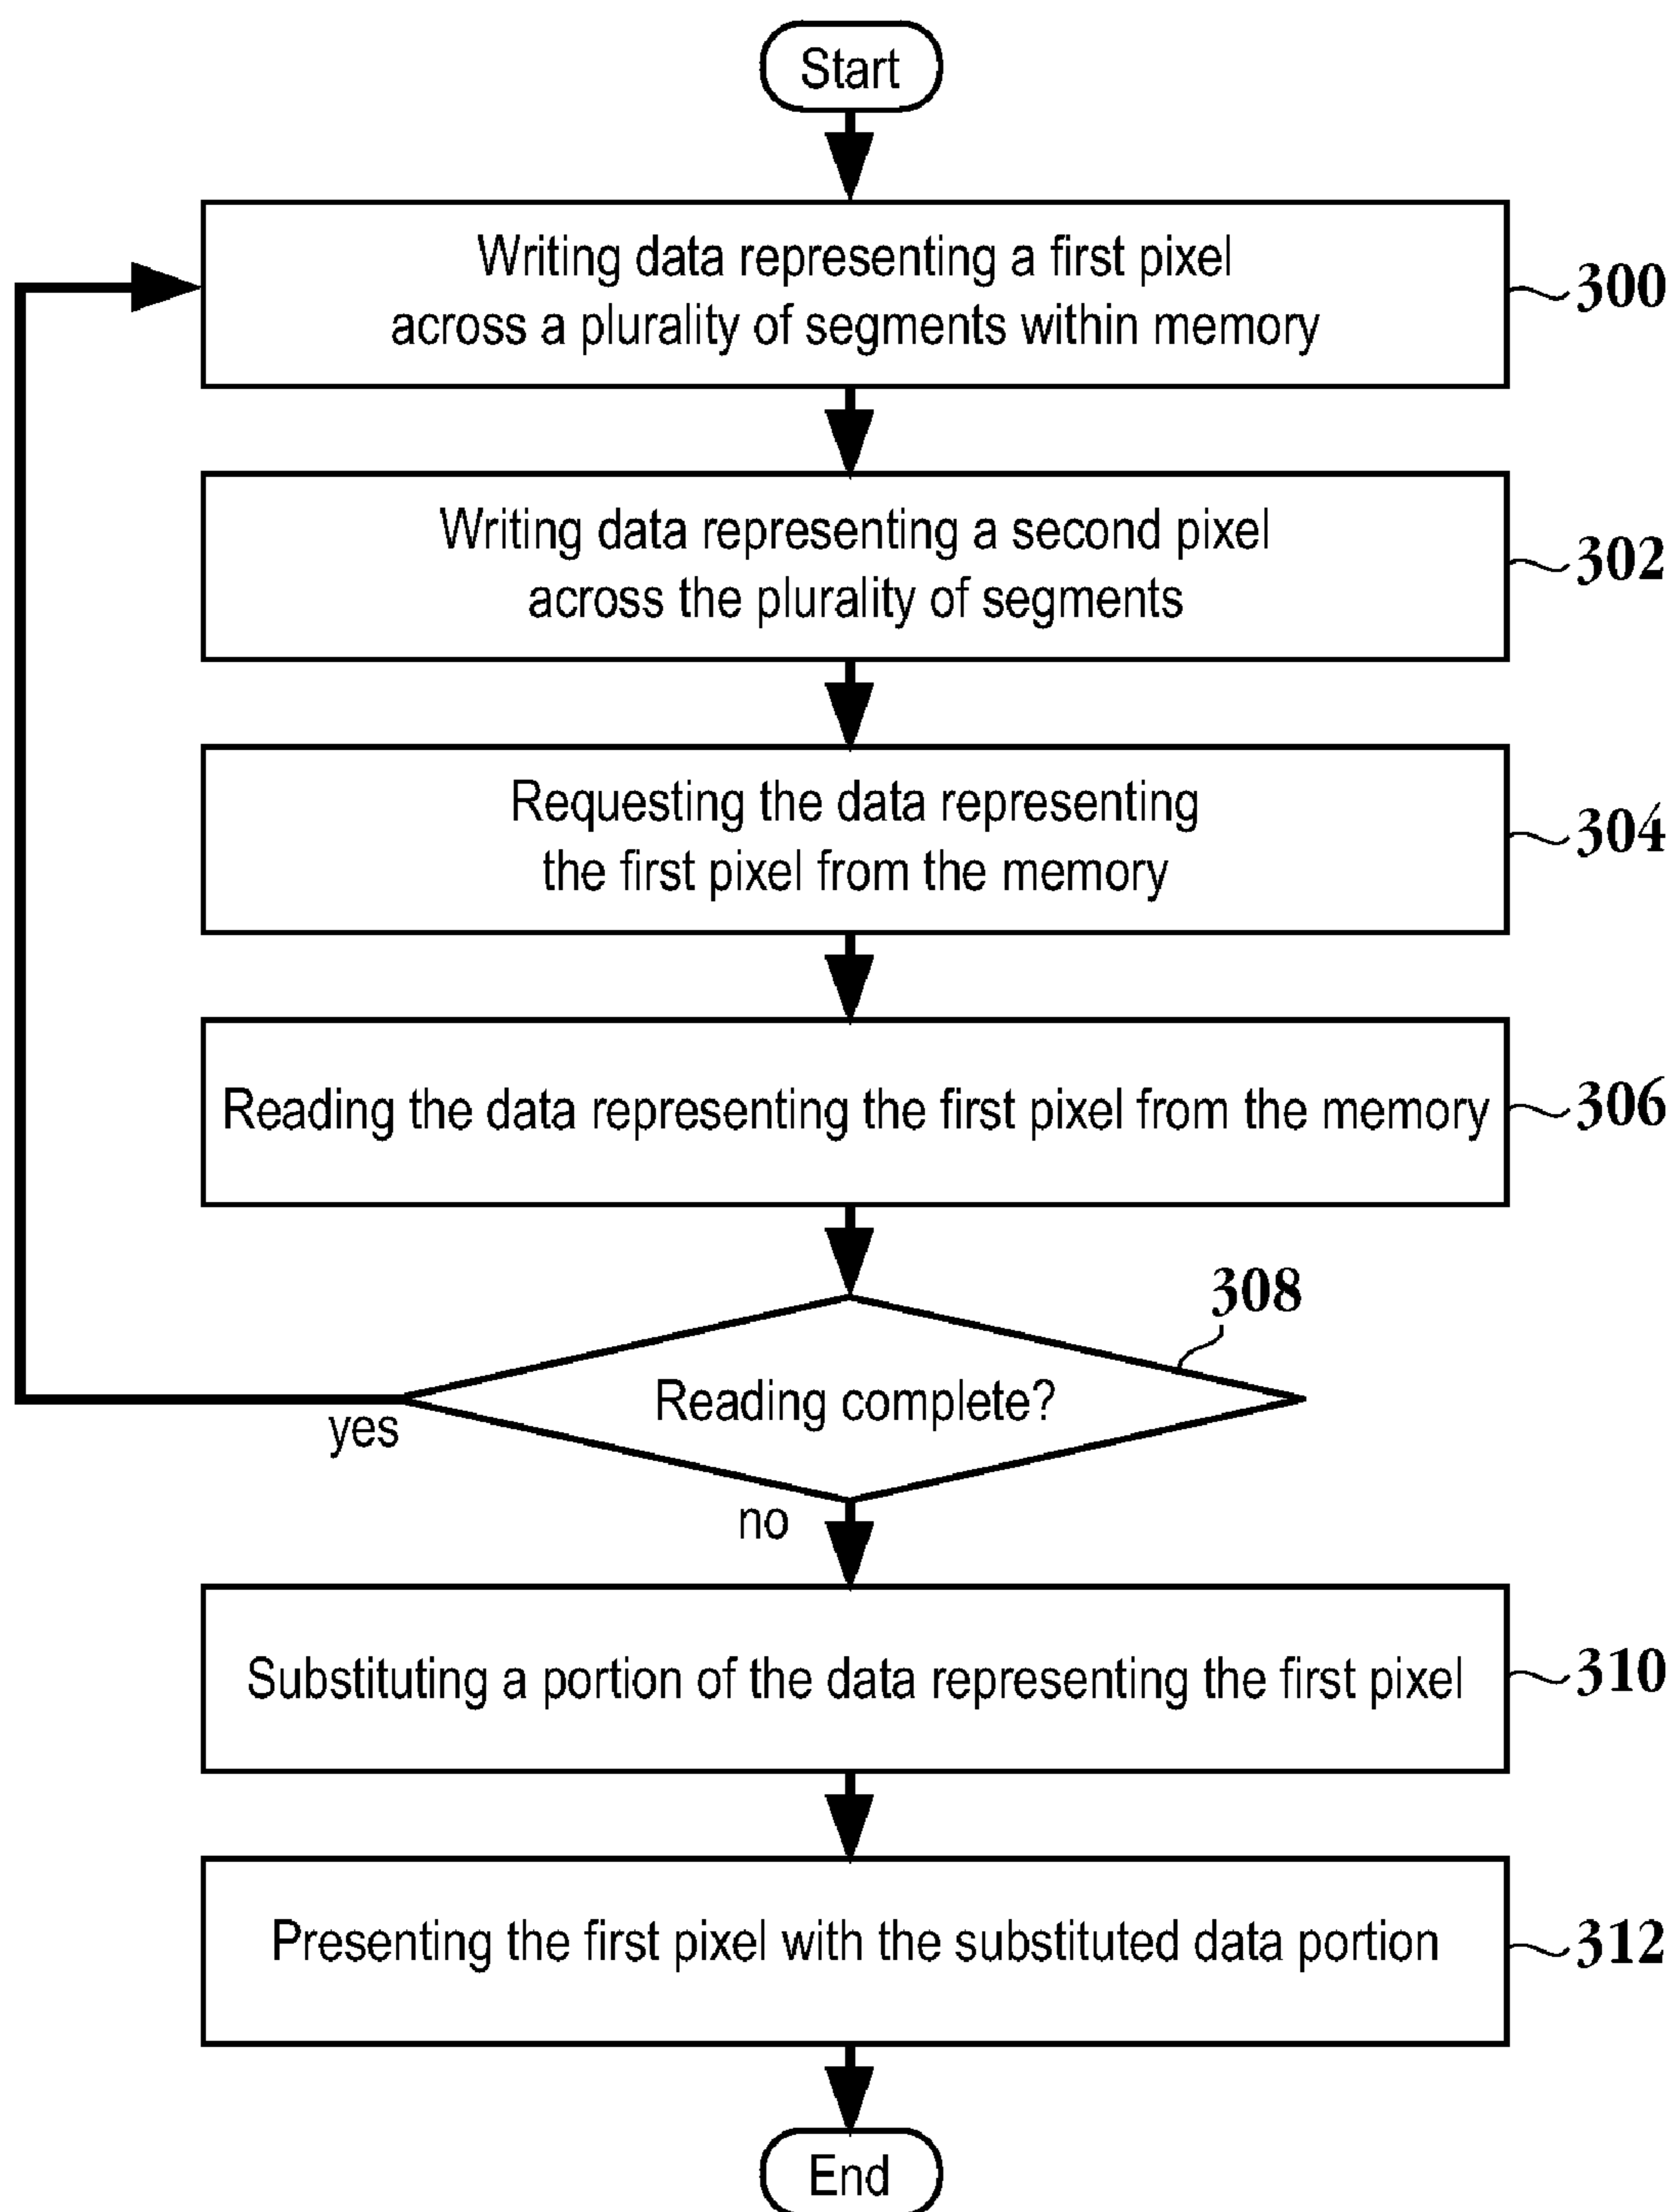 Start
Writing data representing a first pixel
across a plurality of segments within memory
300
Writing data representing a second pixel
across the plurality of segments
302
Requesting the data representing
the first pixel from the memory
304
Reading the data representing the first pixel from the memory
306
308
Reading complete?
yes
no
Substituting a portion of the data representing the first pixel
310
Presenting the first pixel with the substituted data portion
312
End